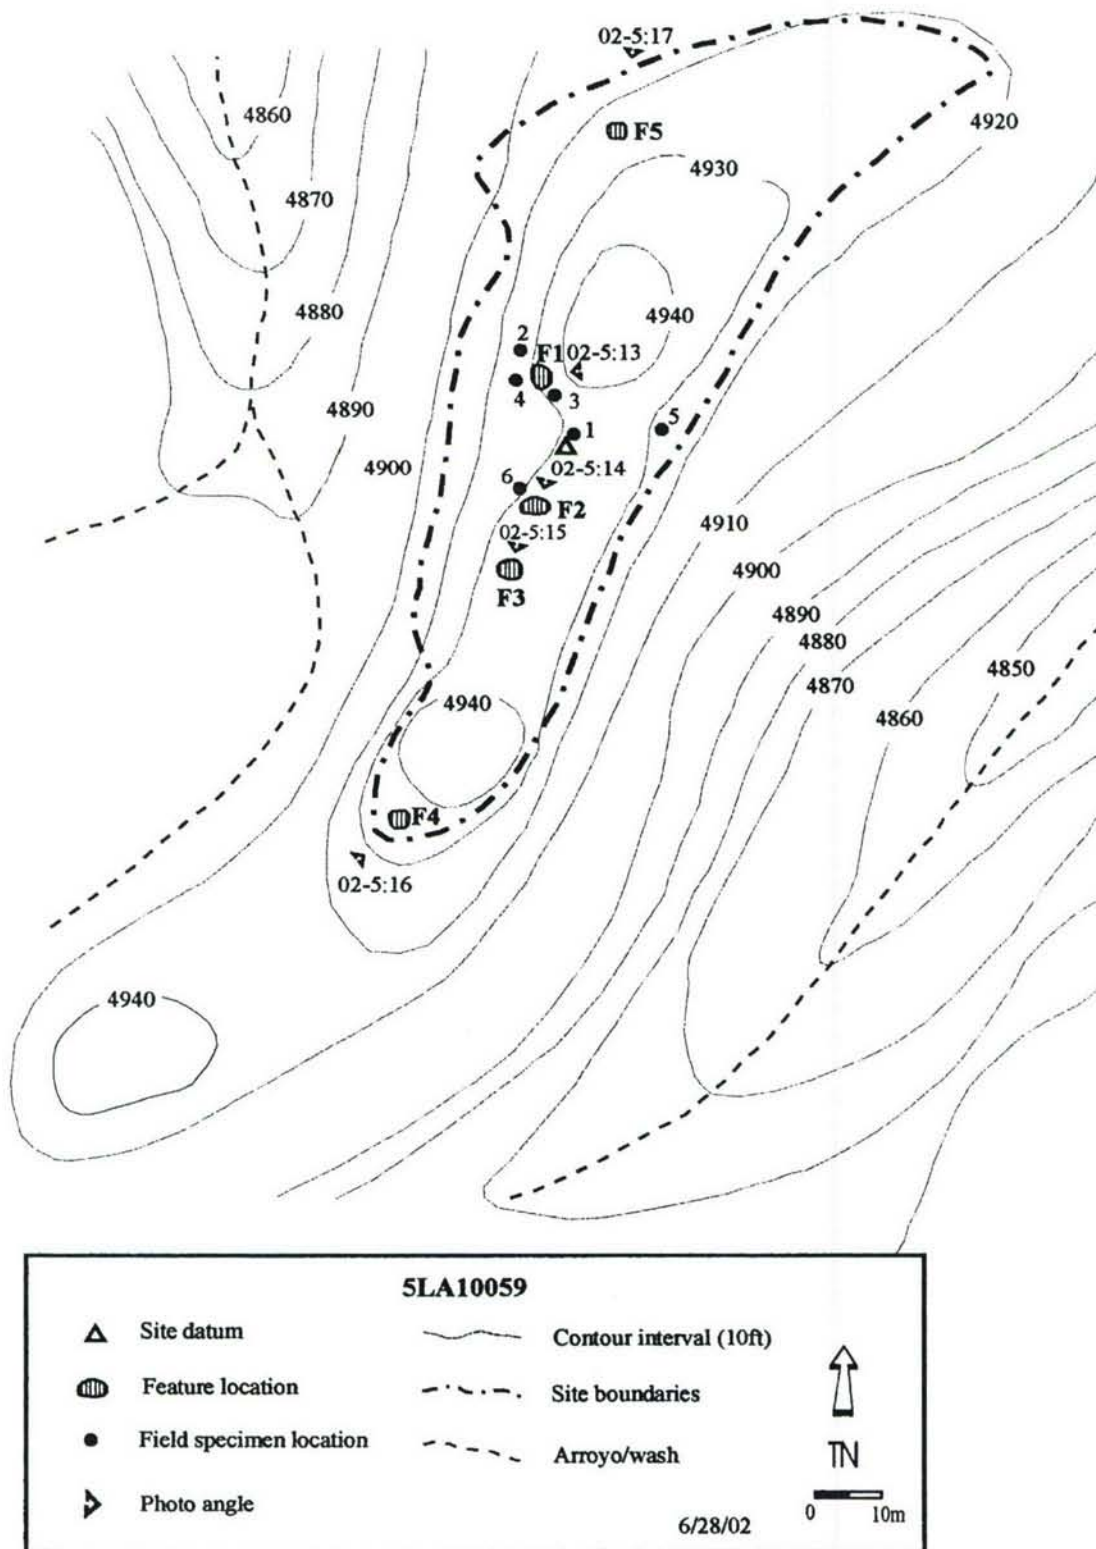 02-5:17
4860
F5
4920
4930
4870
4880
4940
2
F1
02-5:13
4
3
4890
5
1
4900
02-5:14
6
F2
4910
02-5:15
4900
F3
4890
4880
4850
4870
4940
4860
F4
02-5:16
4940
5LA10059
Site datum
Contour interval (10ft)
Feature location
Site boundaries
Field specimen location
Arroyo/wash
TN
Photo angle
0 10m
6/28/02